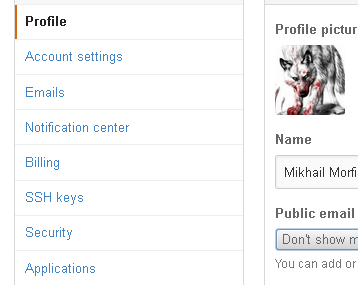 Profile
Account settings
Emails
Notification center
Billing
SSH keys
Security
Applications
Profile pictur
Name
Mikhail Morfi
Public email
Don't show m
You can add or